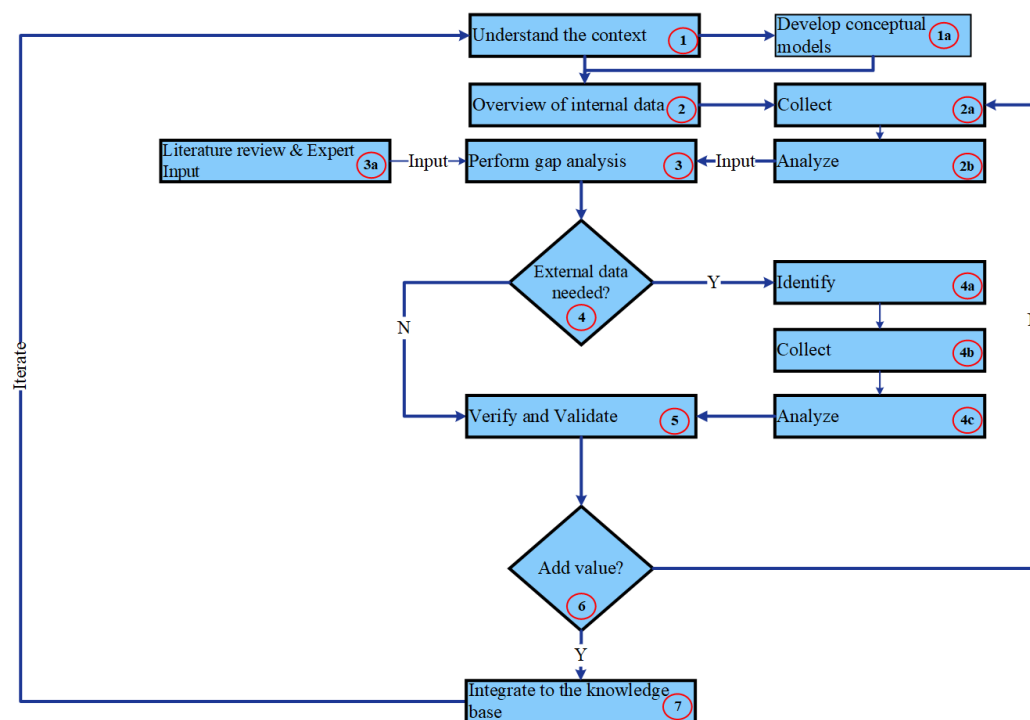 Understand the context
1
Develop conceptual
models
1a
Overview of internal data
2
Collect
2a
Literature review & Expert
Input
3a
Input
Perform gap analysis
3
Input
Analyze
2b
External data
needed?
4
Y
Identify
4a
N
Collect
4b
Iterate
Verify and Validate
5
Analyze
4c
Add value?
6
Y
Integrate to the knowledge
base
7